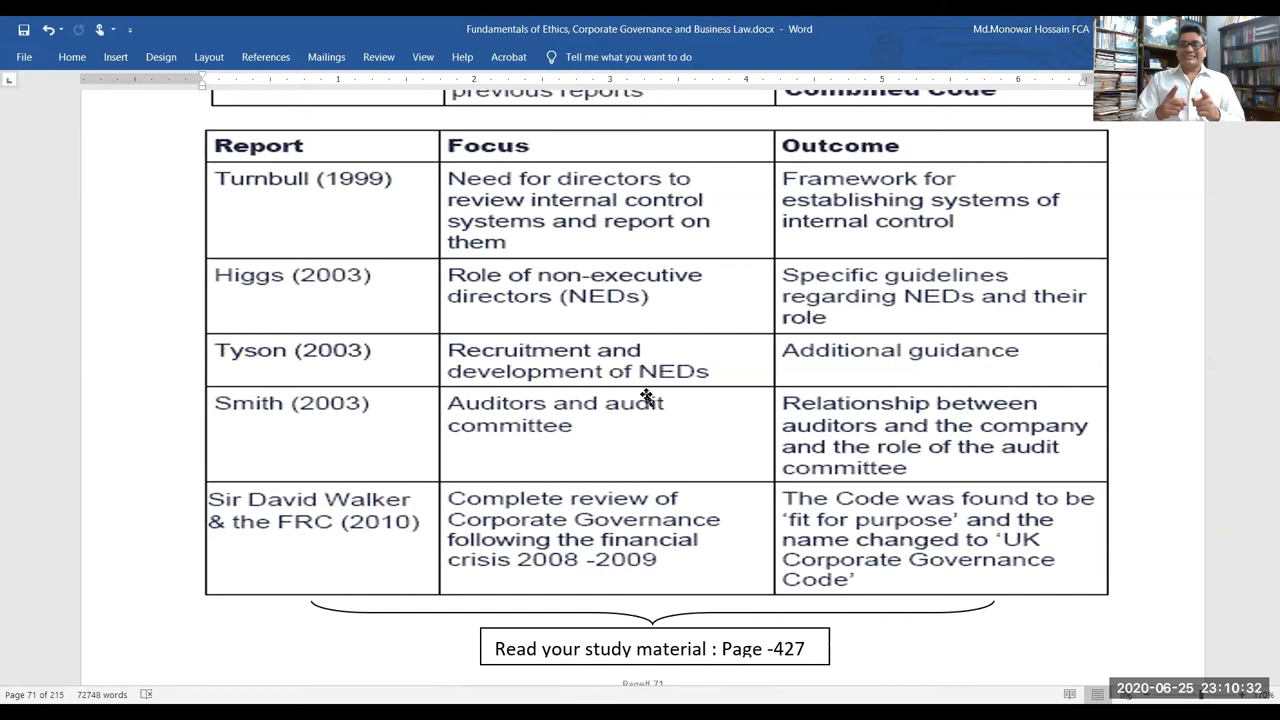 Fundamentals of Ethics, Corporate Governance and Business Law.docx - Word
Md.Monowar Hossain FCA
File Home Insert Design Layout References Mailings Review View Help Acrobat Tell me what you want to do
1 2 3 4 5 6
previous reports
Combined Code
Report
Focus
Outcome
Turnbull (1999)
Need for directors to
review internal control
systems and report on
them
Framework for
establishing systems of
internal control
Higgs (2003)
Role of non-executive
directors (NEDs)
Specific guidelines
regarding NEDs and their
role
Tyson (2003)
Recruitment and
development of NEDs
Additional guidance
Smith (2003)
Auditors and audit
committee
Relationship between
auditors and the company
and the role of the audit
committee
Sir David Walker
& the FRC (2010)
Complete review of
Corporate Governance
following the financial
crisis 2008 -2009
The Code was found to be
‘fit for purpose’ and the
name changed to ‘UK
Corporate Governance
Code’
Read your study material : Page -427
Page# 71
Page 71 of 215 72748 words
2020-06-25 23:10:32